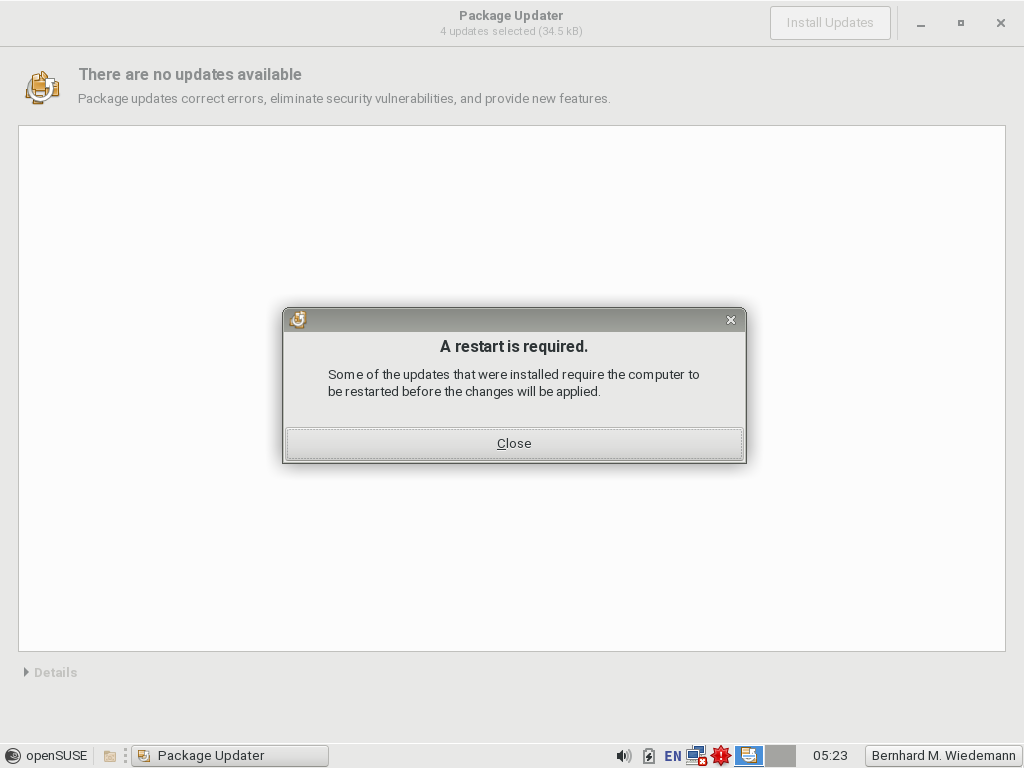 Package Updater
4 updates selected (34.5 kB)
Install Updates
There are no updates available
Package updates correct errors, eliminate security vulnerabilities, and provide new features.
A restart is required.
Some of the updates that were installed require the computer to
be restarted before the changes will be applied.
Close
Details
openSUSE
Package Updater
EN
05:23
Bernhard M. Wiedemann